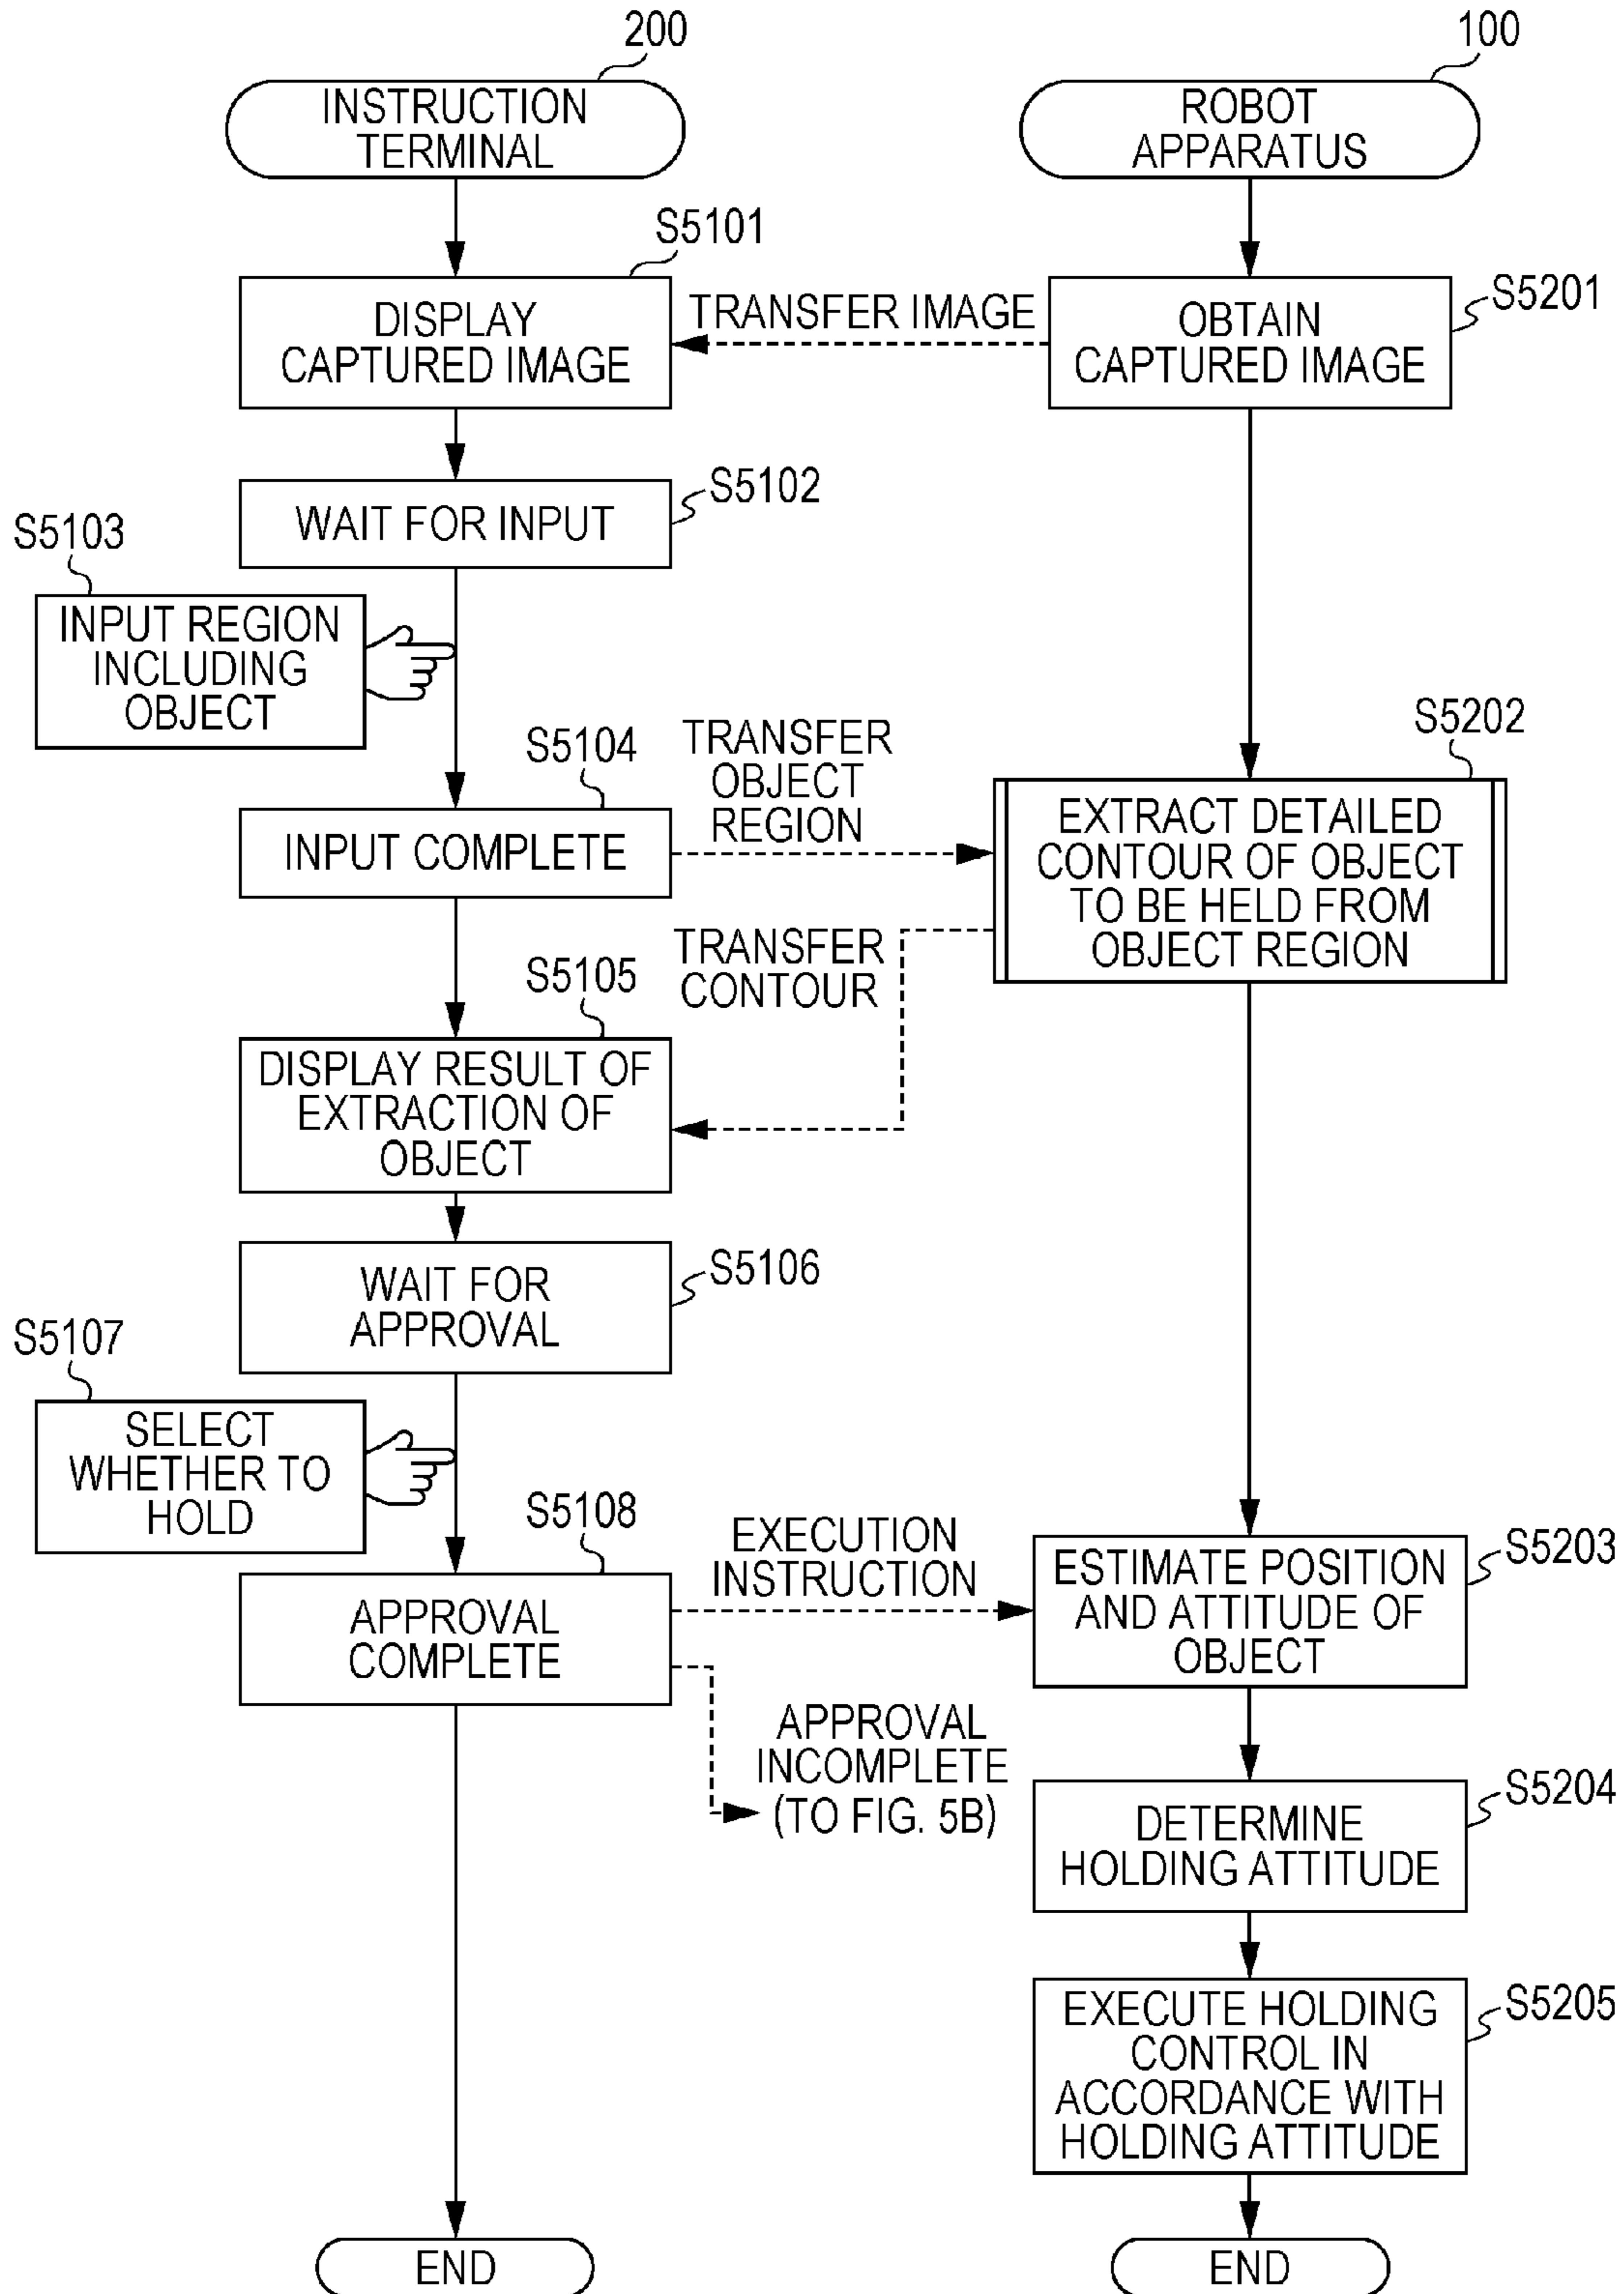 200
100
INSTRUCTION
TERMINAL
ROBOT
APPARATUS
S5101
DISPLAY
CAPTURED IMAGE
TRANSFER IMAGE
S5201
OBTAIN
CAPTURED IMAGE
S5102
WAIT FOR INPUT
S5103
INPUT REGION
INCLUDING
OBJECT
S5104
INPUT COMPLETE
TRANSFER
OBJECT
REGION
S5202
EXTRACT DETAILED
CONTOUR OF OBJECT
TO BE HELD FROM
OBJECT REGION
TRANSFER
CONTOUR
S5105
DISPLAY RESULT OF
EXTRACTION OF
OBJECT
S5106
WAIT FOR
APPROVAL
S5107
SELECT
WHETHER TO
HOLD
S5108
APPROVAL
COMPLETE
EXECUTION
INSTRUCTION
S5203
ESTIMATE POSITION
AND ATTITUDE OF
OBJECT
APPROVAL
INCOMPLETE
(TO FIG. 5B)
S5204
DETERMINE
HOLDING ATTITUDE
S5205
EXECUTE HOLDING
CONTROL IN
ACCORDANCE WITH
HOLDING ATTITUDE
END
END